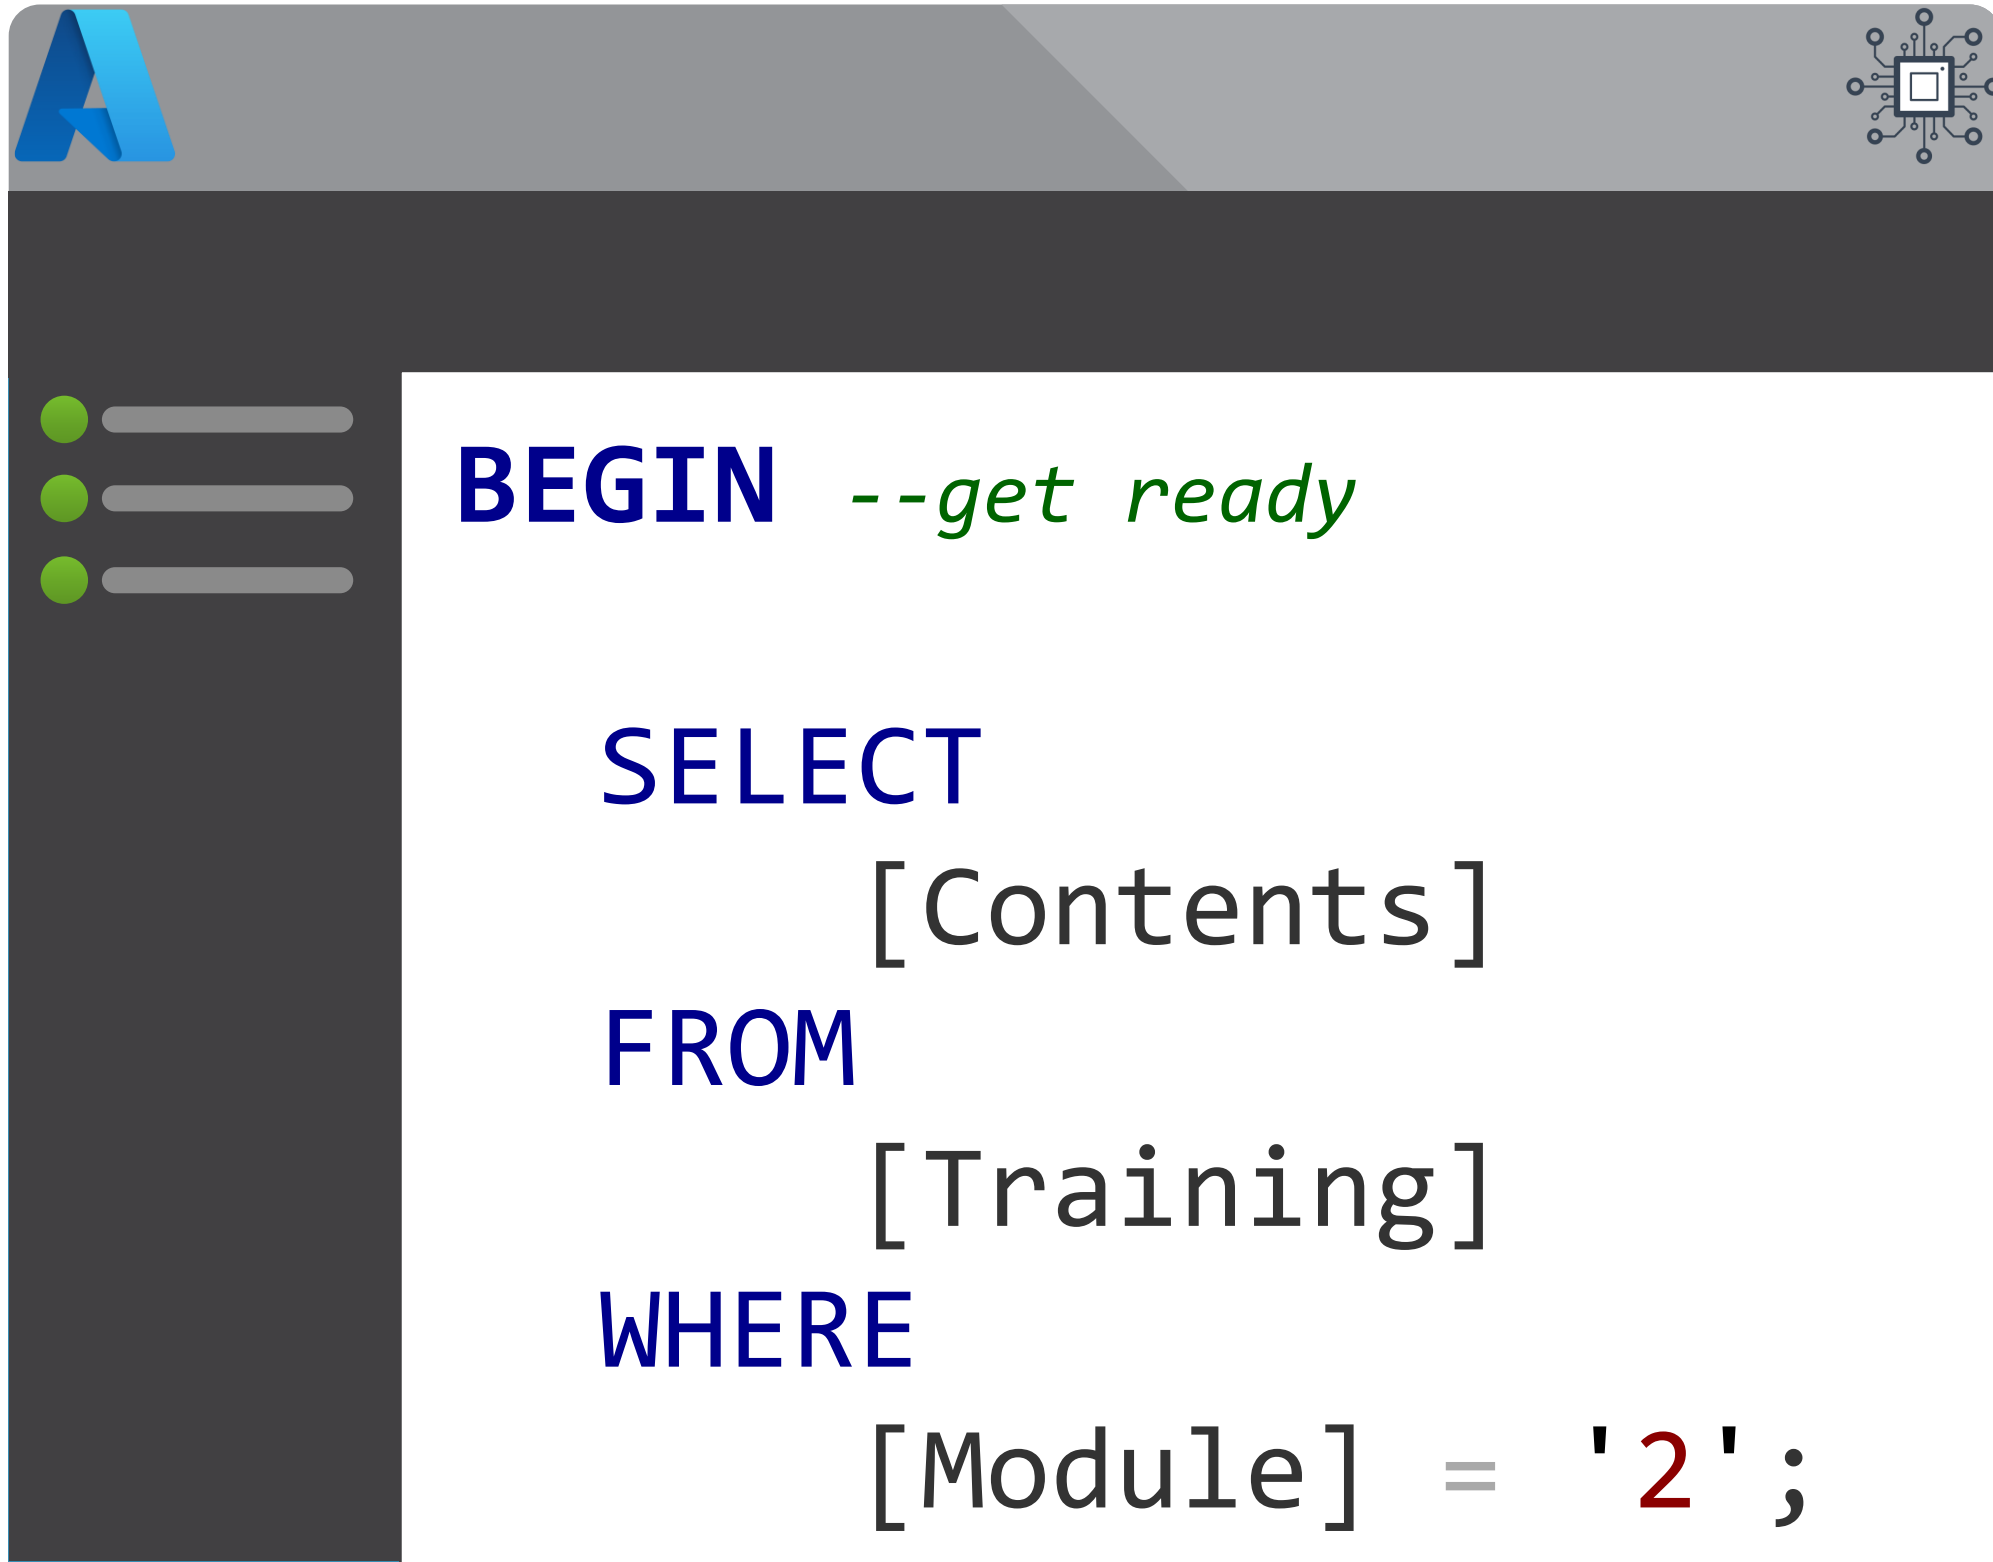 BEGIN --get ready
SELECT
[Contents]
FROM
[Training]
WHERE
[Module] = '2';